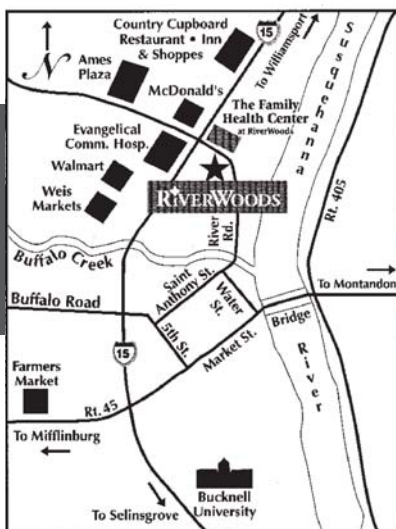 Country Cupboard
Restaurant • Inn
& Shoppes
15
To Williamsport
Susquehanna
N
Ames
Plaza
McDonald's
The Family
Health Center
at RiverWoods
Evangelical
Comm. Hosp.
Walmart
Weis
Markets
RIVERWOODS
River
Rd.
Rt. 405
Buffalo Creek
Saint
Anthony St.
To Montandon
Buffalo Road
Water
St.
Bridge
5th St.
Market St.
15
River
Farmers
Market
Rt. 45
To Mifflinburg
Bucknell
University
To Selinsgrove